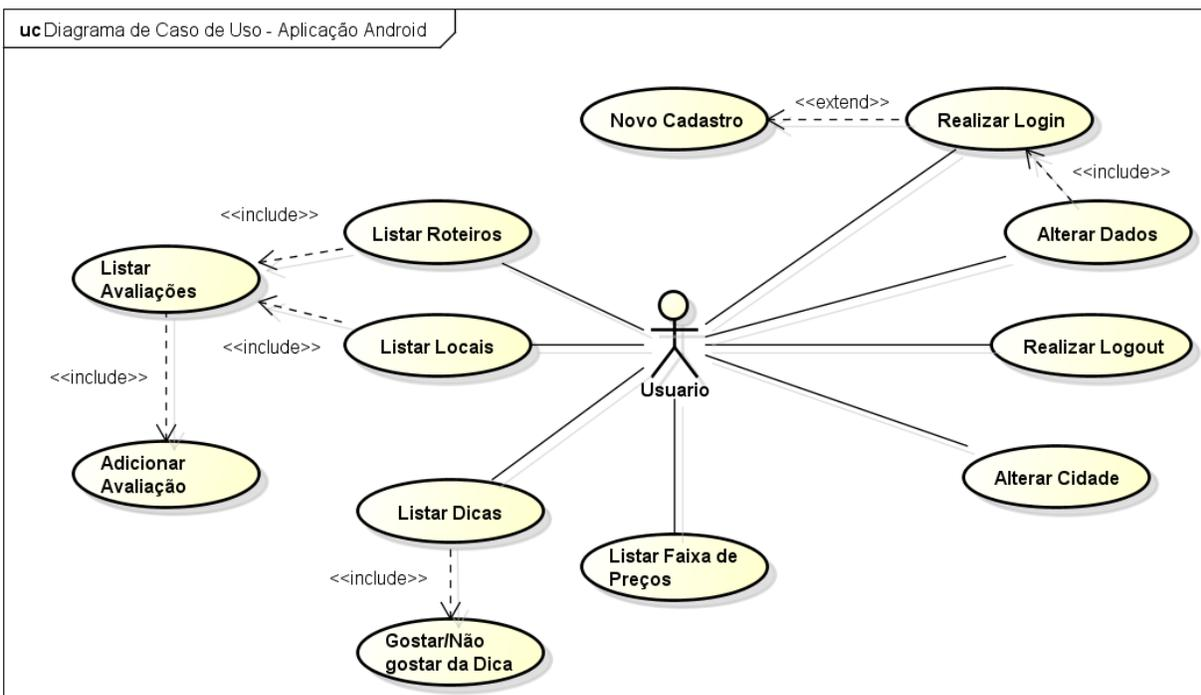 uc Diagrama de Caso de Uso - Aplicação Android
<<extend>>
Novo Cadastro
Realizar Login
<<include>>
<<include>>
Listar Roteiros
Alterar Dados
Listar
Avaliações
<<include>>
Listar Locais
Realizar Logout
<<include>>
Usuario
Adicionar
Avaliação
Alterar Cidade
Listar Dicas
Listar Faixa de
Preços
<<include>>
Gostar/Não
gostar da Dica